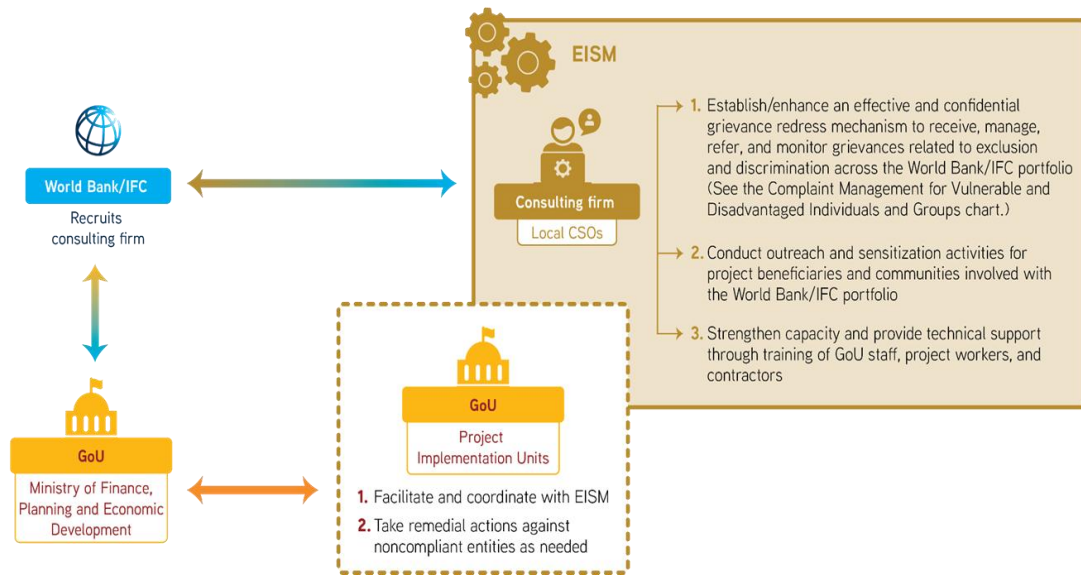 EISM
World Bank/IFC
Recruits
consulting firm
Consulting firm
Local CSOs
1. Establish/enhance an effective and confidential
grievance redress mechanism to receive, manage,
refer, and monitor grievances related to exclusion
and discrimination across the World Bank/IFC portfolio
(See the Complaint Management for Vulnerable and
Disadvantaged Individuals and Groups chart.)
2. Conduct outreach and sensitization activities for
project beneficiaries and communities involved with
the World Bank/IFC portfolio
3. Strengthen capacity and provide technical support
through training of GoU staff, project workers, and
contractors
GoU
Ministry of Finance,
Planning and Economic
Development
GoU
Project
Implementation Units
1. Facilitate and coordinate with EISM
2. Take remedial actions against
noncompliant entities as needed